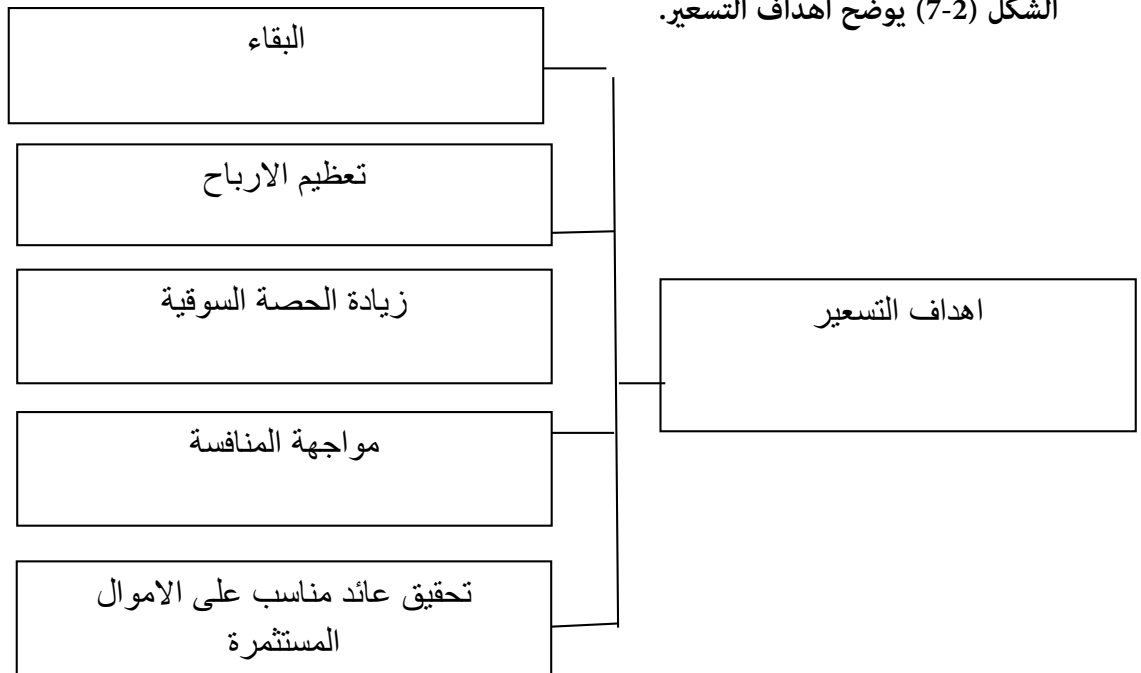 الشكل (2-7) يوضح اهداف التسعير.
البقاء
تعظيم الارباح
زيادة الحصة السوقية
اهداف التسعير
مواجهة المنافسة
تحقيق عائد مناسب على الاموال
المستثمرة